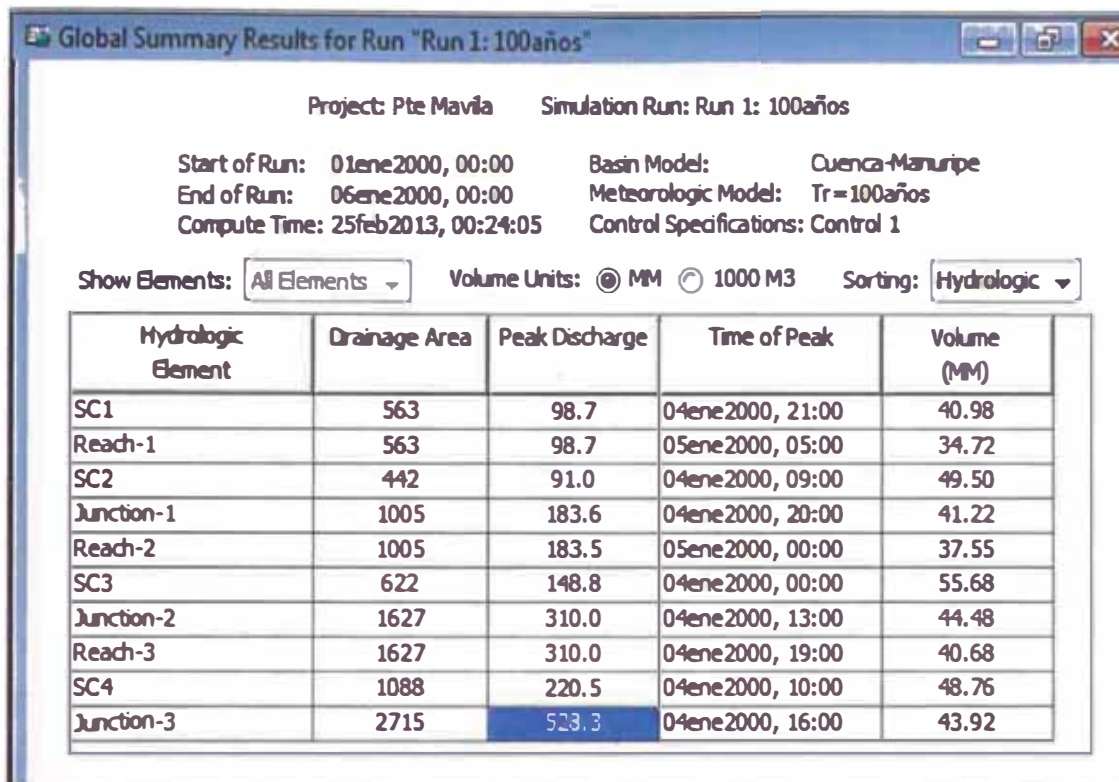 Global Summary Results for Run "Run 1: 100años"
Project: Pte Mavila Simulation Run: Run 1: 100años
Start of Run: 01ene2000, 00:00 Basin Model: Cuenca-Manuripe
End of Run: 06ene2000, 00:00 Meteorologic Model: Tr=100años
Compute Time: 25feb2013, 00:24:05 Control Specifications: Control 1
Show Elements: All Elements Volume Units: MM 1000 M3 Sorting: Hydrologic
Hydrologic Element Drainage Area Peak Discharge Time of Peak Volume (MM)
SC1 563 98.7 04ene2000, 21:00 40.98
Reach-1 563 98.7 05ene2000, 05:00 34.72
SC2 442 91.0 04ene2000, 09:00 49.50
Junction-1 1005 183.6 04ene2000, 20:00 41.22
Reach-2 1005 183.5 05ene2000, 00:00 37.55
SC3 622 148.8 04ene2000, 00:00 55.68
Junction-2 1627 310.0 04ene2000, 13:00 44.48
Reach-3 1627 310.0 04ene2000, 19:00 40.68
SC4 1088 220.5 04ene2000, 10:00 48.76
Junction-3 2715 523.3 04ene2000, 16:00 43.92